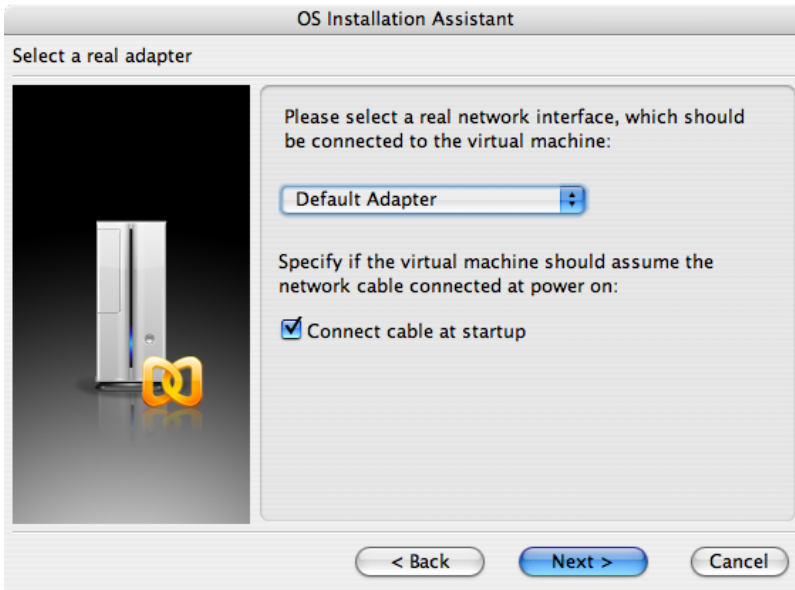 OS Installation Assistant
Select a real adapter
Please select a real network interface, which should
be connected to the virtual machine:
Default Adapter
Specify if the virtual machine should assume the
network cable connected at power on:
Connect cable at startup
< Back
Next >
Cancel